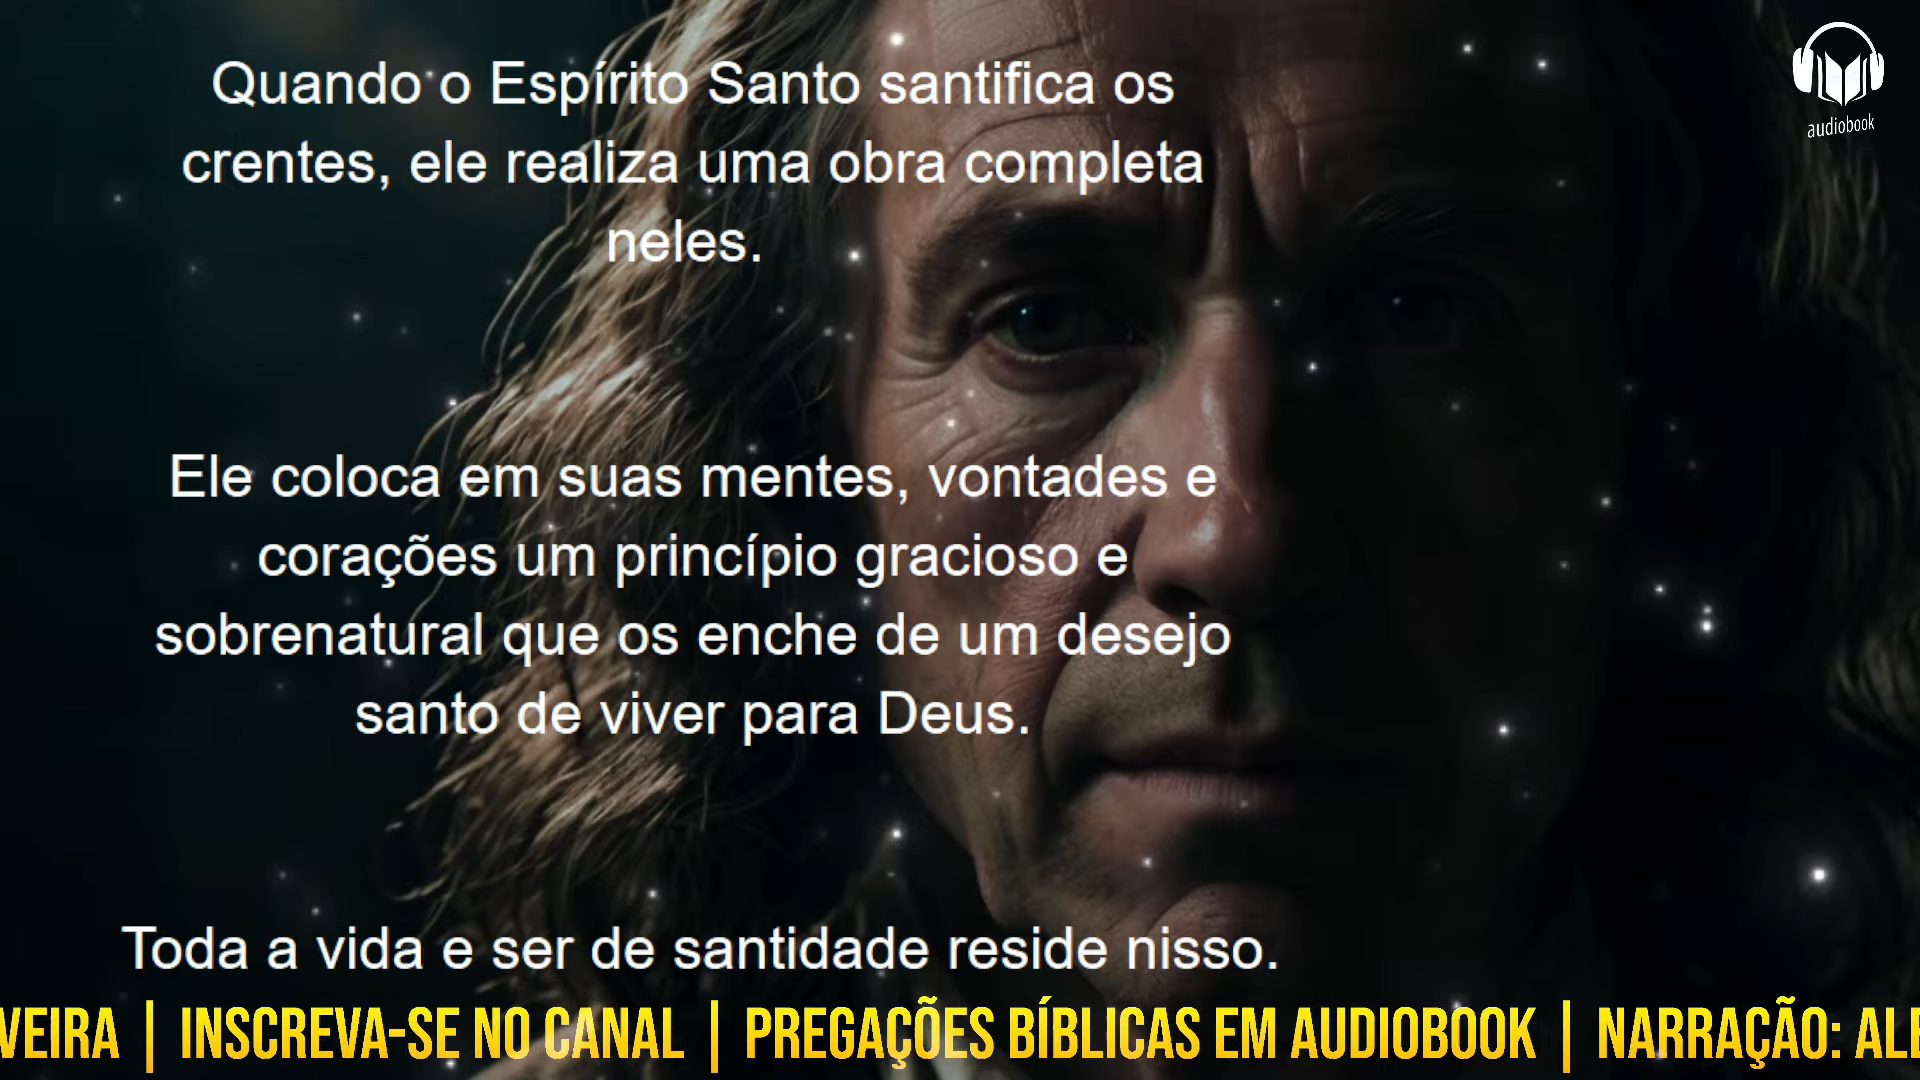 Quando o Espírito Santo santifica os
crentes, ele realiza uma obra completa
neles.
Ele coloca em suas mentes, vontades e
corações um princípio gracioso e
sobrenatural que os enche de um desejo
santo de viver para Deus.
Toda a vida e ser de santidade reside nisso.
audiobook
VEIRA | INSCREVA-SE NO CANAL | PREGAÇÕES BÍBLICAS EM AUDIOBOOK | NARRAÇÃO: ALE